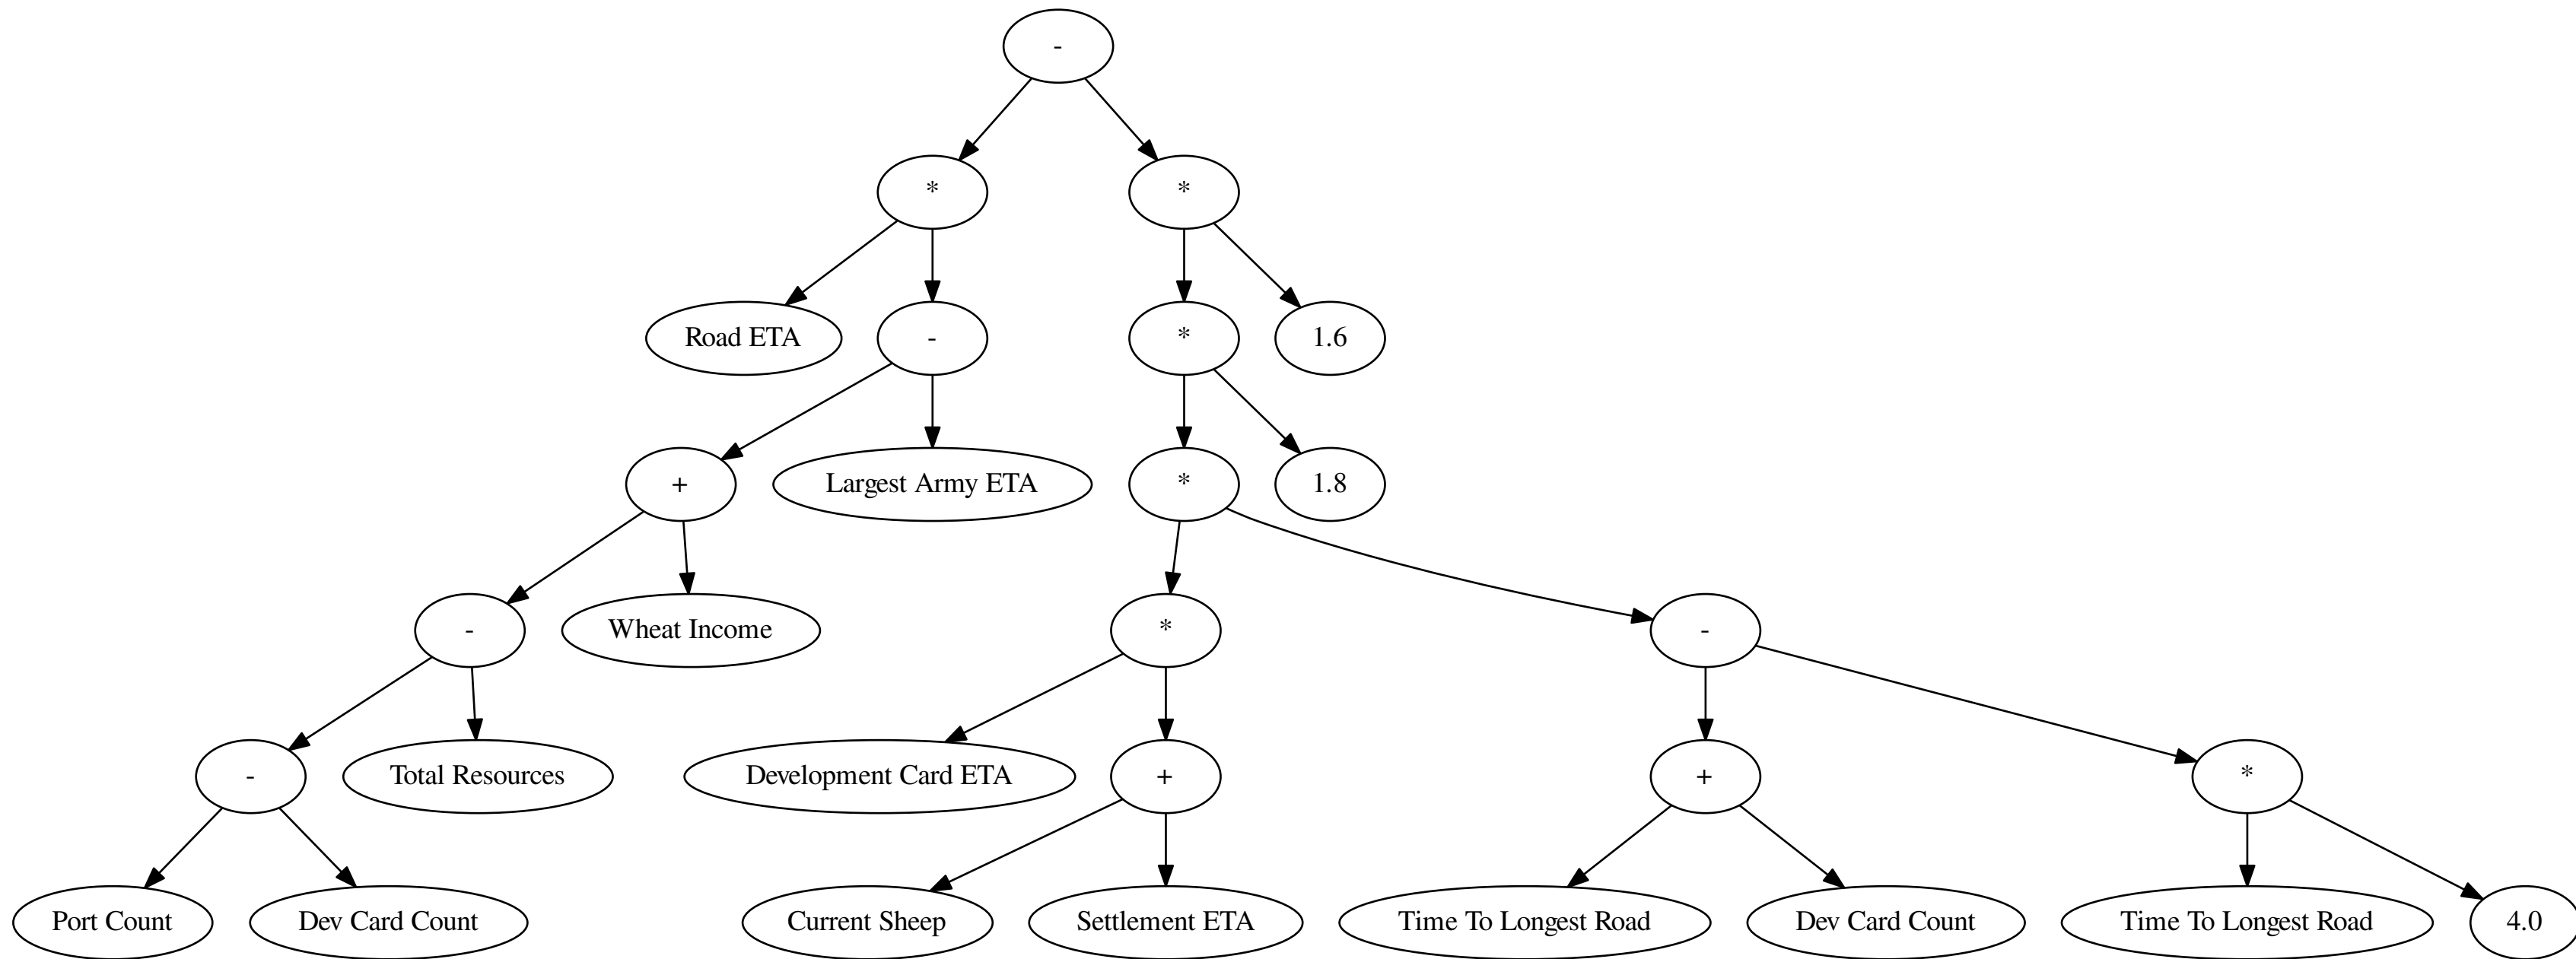 -
*
*
Road ETA
-
*
1.6
+
Largest Army ETA
*
1.8
-
Wheat Income
*
-
-
Total Resources
Development Card ETA
+
+
*
Port Count
Dev Card Count
Current Sheep
Settlement ETA
Time To Longest Road
Dev Card Count
Time To Longest Road
4.0